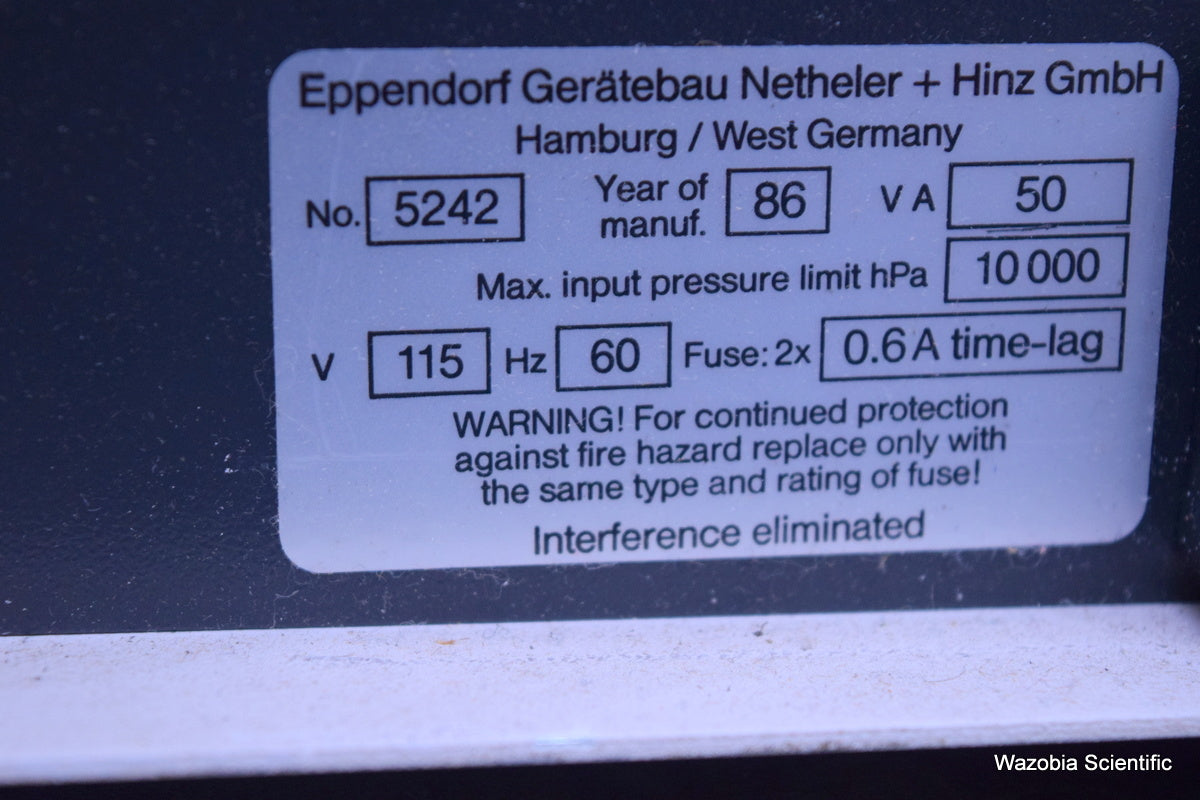 Eppendorf Gerätebau Netheler + Hinz GmbH
Hamburg / West Germany
No. 5242 Year of manuf. 86 V A 50
Max. input pressure limit hPa 10 000
V 115 Hz 60 Fuse: 2x 0.6 A time-lag
WARNING! For continued protection
against fire hazard replace only with
the same type and rating of fuse!
Interference eliminated
Wazobia Scientific